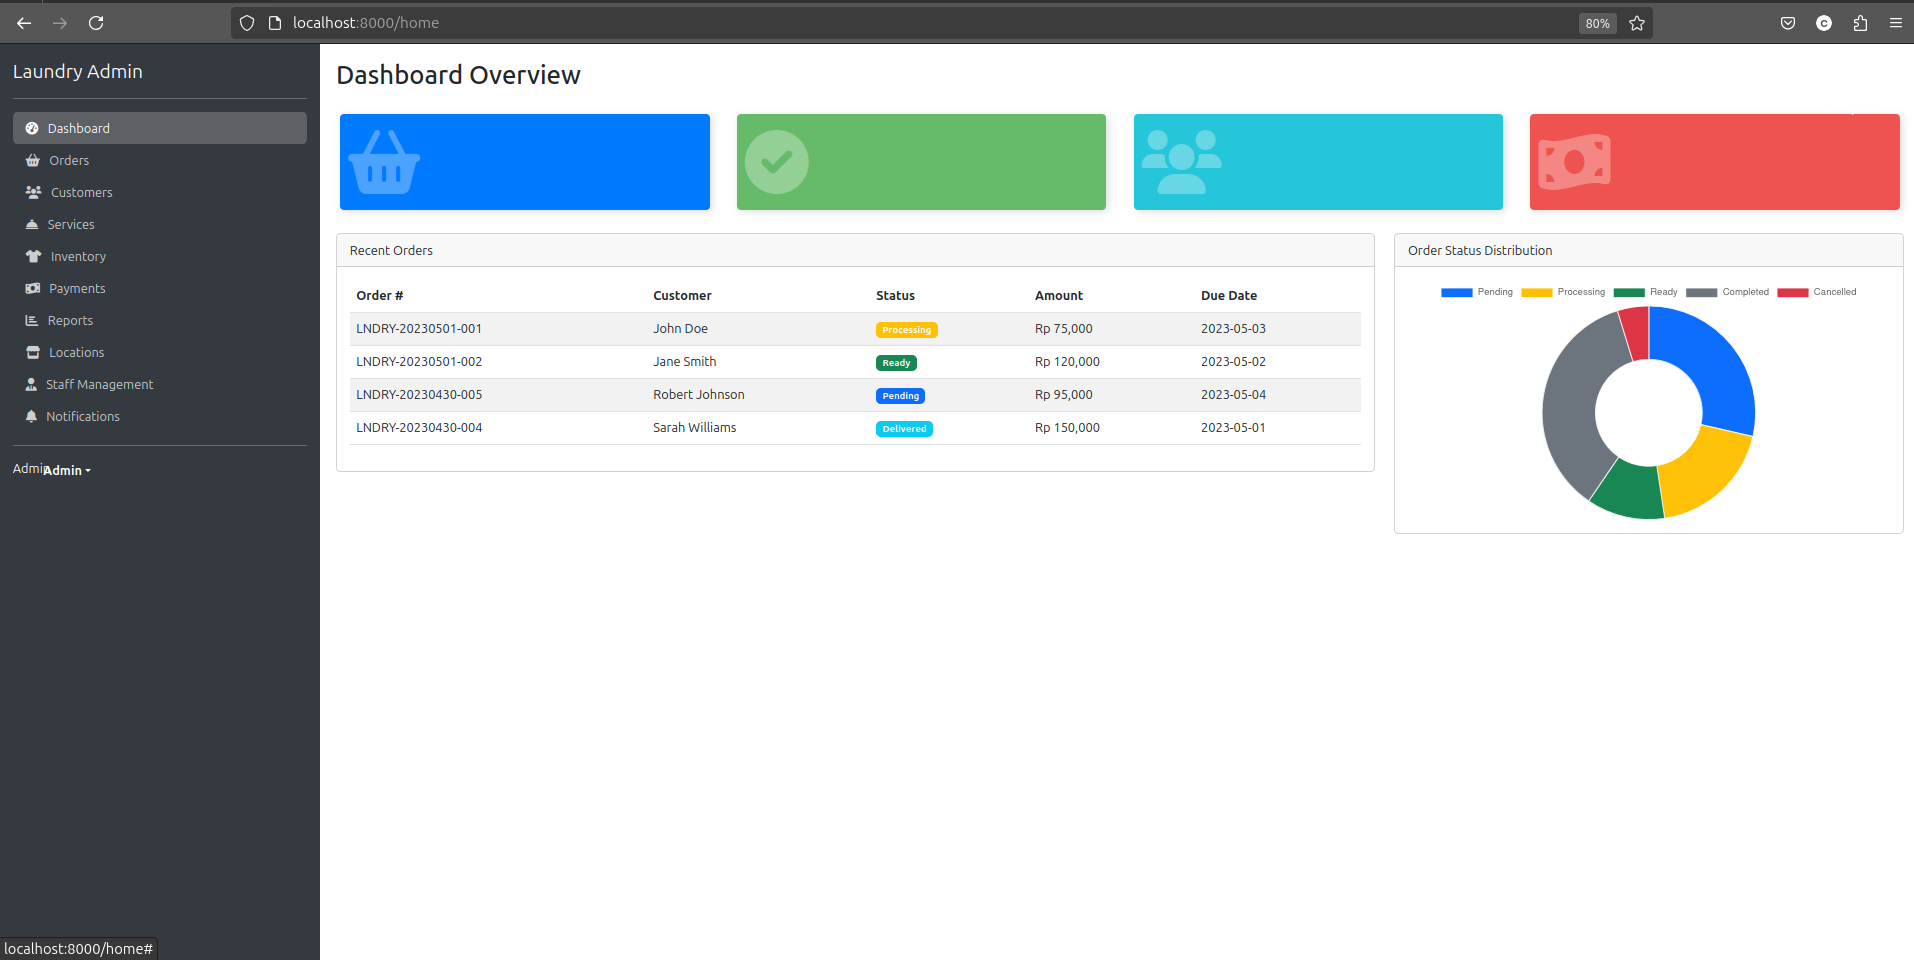 localhost:8000/home
80%
Laundry Admin
Dashboard
Orders
Customers
Services
Inventory
Payments
Reports
Locations
Staff Management
Notifications
Admin Admin
Dashboard Overview
Recent Orders
Order # Customer Status Amount Due Date
LNDRY-20230501-001 John Doe Processing Rp 75,000 2023-05-03
LNDRY-20230501-002 Jane Smith Ready Rp 120,000 2023-05-02
LNDRY-20230430-005 Robert Johnson Pending Rp 95,000 2023-05-04
LNDRY-20230430-004 Sarah Williams Delivered Rp 150,000 2023-05-01
Order Status Distribution
Pending Processing Ready Completed Cancelled
localhost:8000/home#